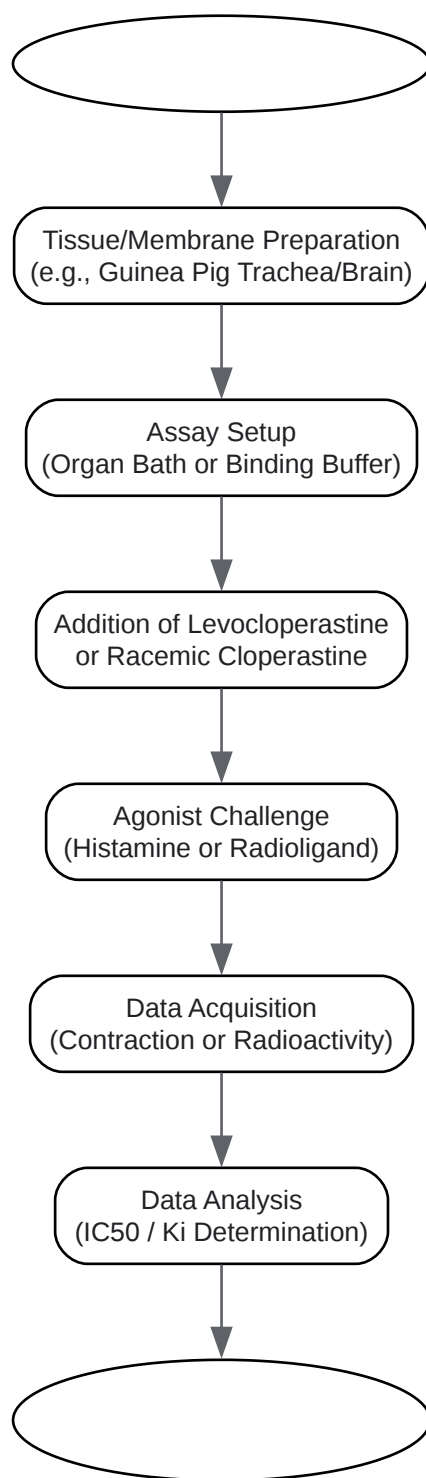 Tissue/Membrane Preparation
(e.g., Guinea Pig Trachea/Brain)
Assay Setup
(Organ Bath or Binding Buffer)
Addition of Levocloperastine
or Racemic Cloperastine
Agonist Challenge
(Histamine or Radioligand)
Data Acquisition
(Contraction or Radioactivity)
Data Analysis
(IC50 / Ki Determination)